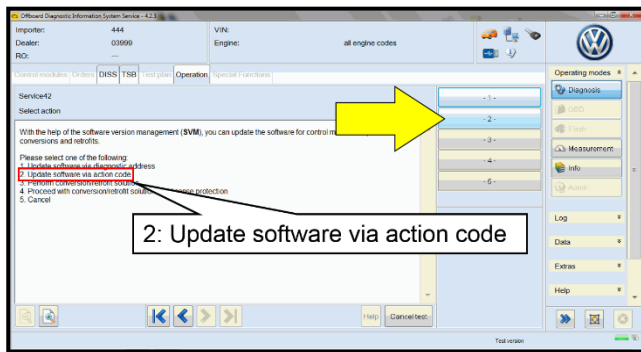 Offboard Diagnostic Information System Service - 4.2.3
Importer: 444 VIN:
Dealer: 03999 Engine: all engine codes
RO: ---
Control modules Orders DISS TSB Test plan Operation Special Functions
Operating modes
Service42
Diagnosis
Select action
- 1 -
OBD
With the help of the software version management (SVM), you can update the software for control
- 2 -
Flash
conversions and retrofits.
- 3 -
Measurement
Please select one of the following:
1. Update software via diagnostic address
- 4 -
Info
2. Update software via action code
3. Perform conversion/retrofit solution
- 5 -
Admin
4. Proceed with conversion/retrofit protection
5. Cancel
Log
2: Update software via action code
Data
Extras
Help
Help Cancel test
Test version